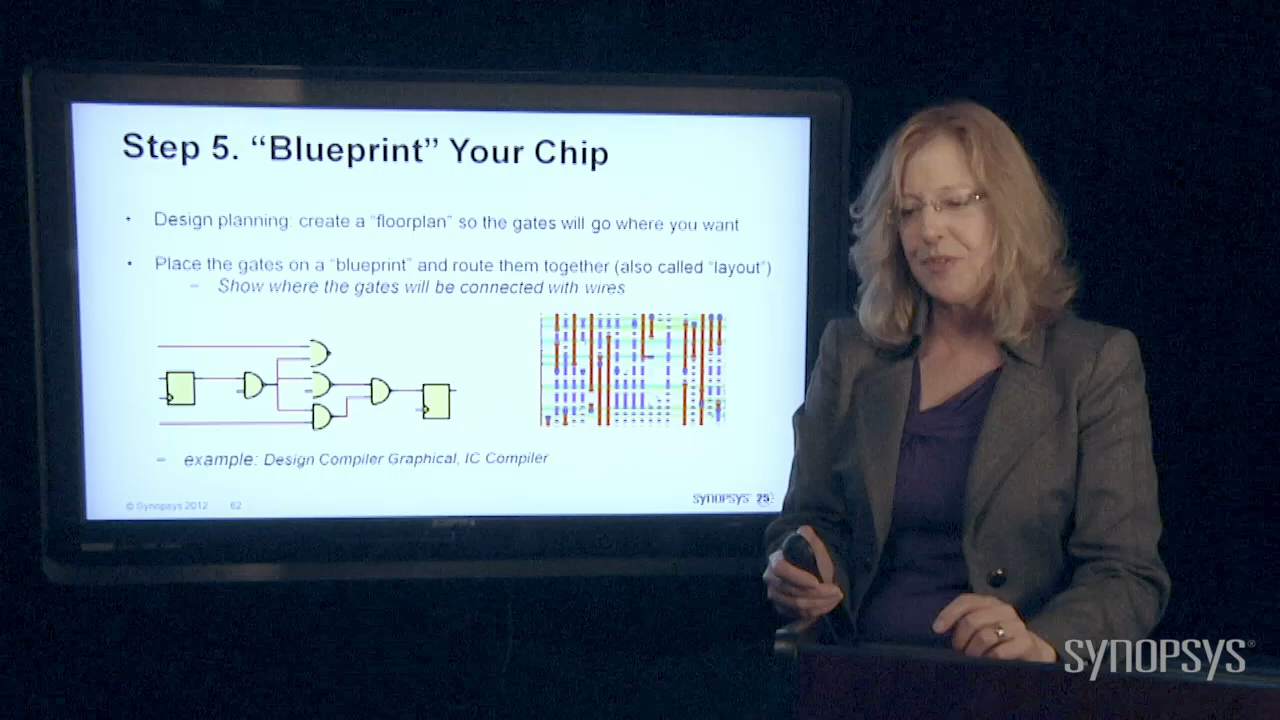 Step 5. “Blueprint” Your Chip
• Design planning: create a “floorplan” so the gates will go where you want
• Place the gates on a “blueprint” and route them together (also called “layout”)
– Show where the gates will be connected with wires
– example: Design Compiler Graphical, IC Compiler
© Synopsys 2012 62
SYNOPSYS 25
SYNOPSYS®